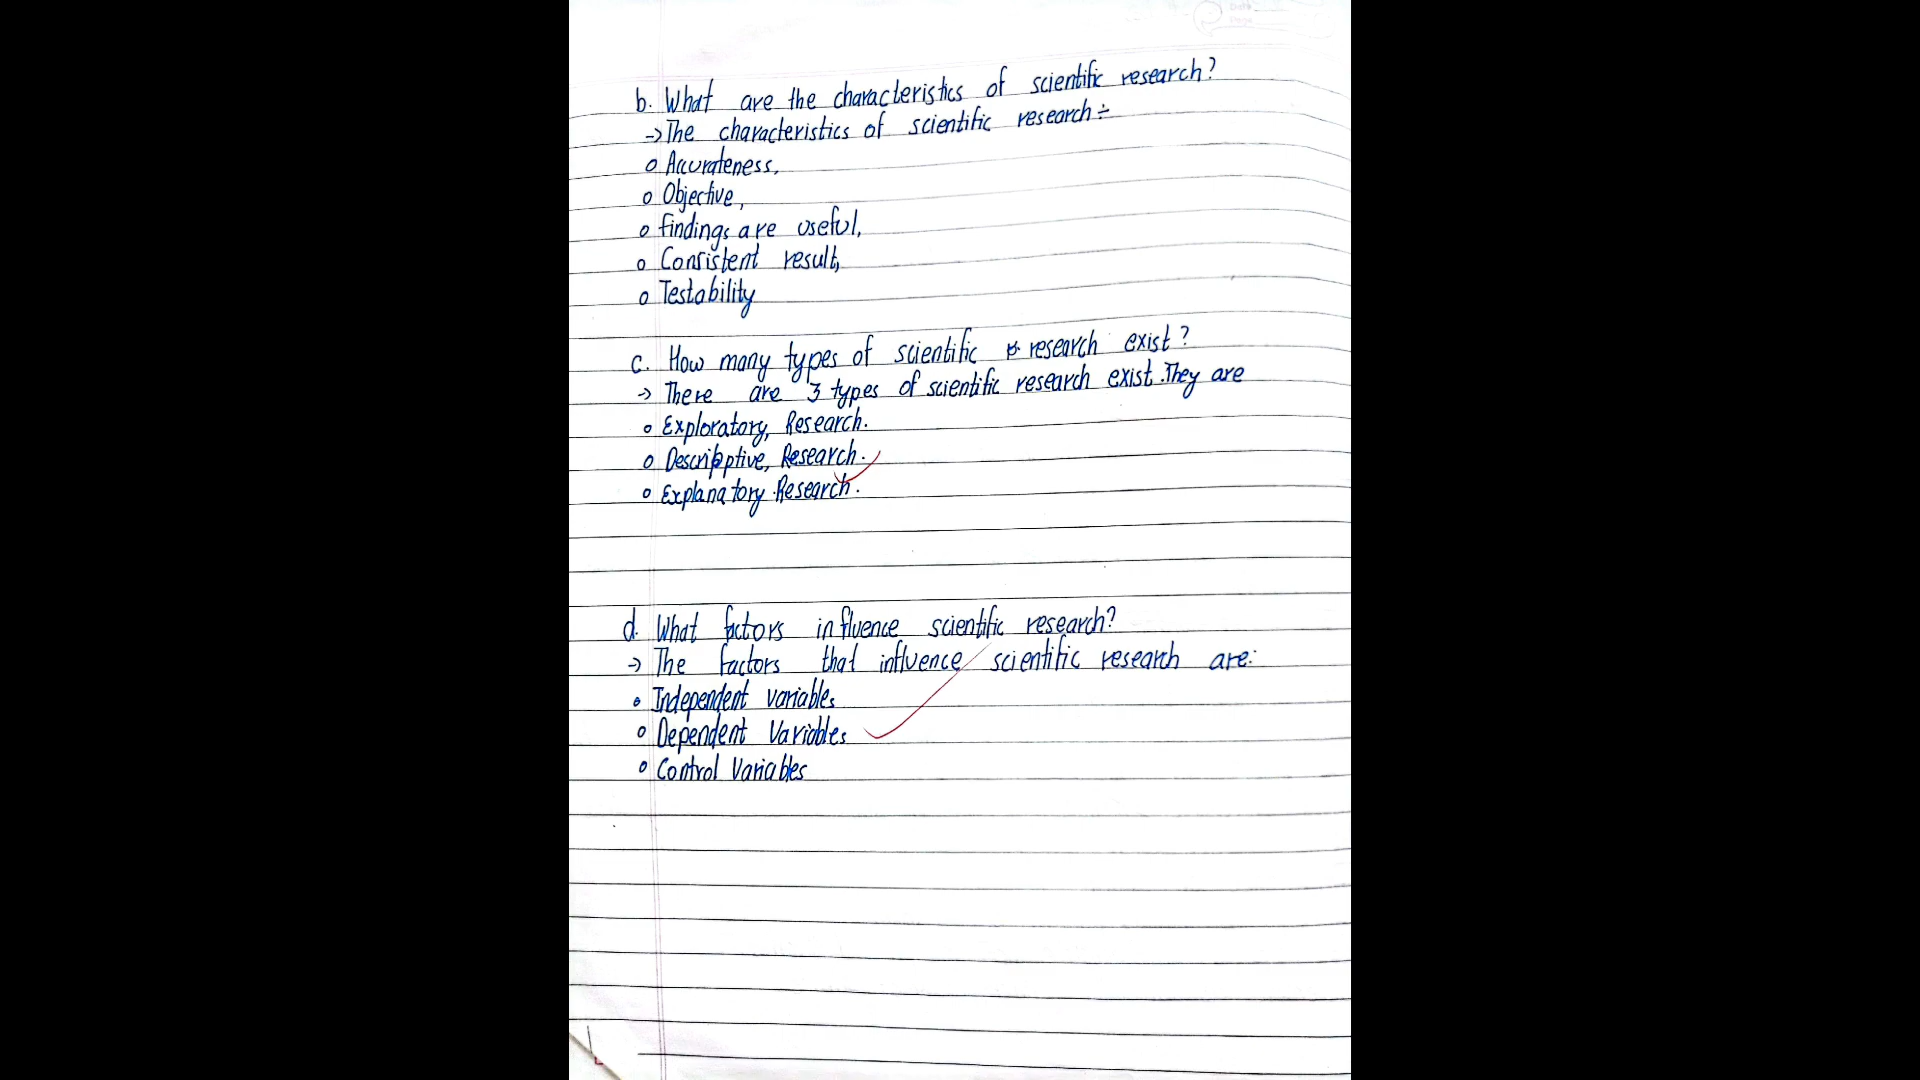 b. What are the characteristics of scientific research?
→ The characteristics of scientific research ÷
o Accurateness,
o Objective,
o findings are useful,
o Consistent result,
o Testability
c. How many types of scientific research exist?
→ There are 3 types of scientific research exist. They are
o Exploratory, Research.
o Descripptive, Research.
o Explanatory Research.
d. What factors influence scientific research?
→ The factors that influence scientific research are:
o Independent variables
o Dependent Variables
o Control Variables